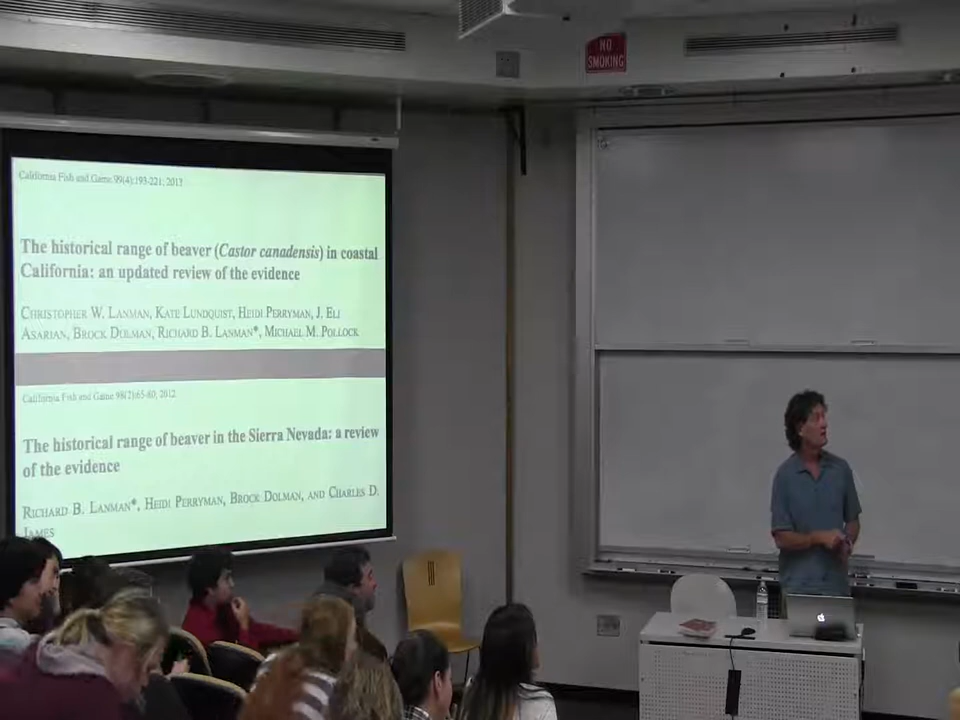 NO
SMOKING
California Fish and Game 99(4):193-221; 2013
The historical range of beaver (Castor canadensis) in coastal
California: an updated review of the evidence
CHRISTOPHER W. LANMAN, KATE LUNDQUIST, HEIDI PERRYMAN, J. ELI
ASARIAN, BROCK DOLMAN, RICHARD B. LANMAN*, MICHAEL M. POLLOCK
California Fish and Game 98(2):65-80; 2012
The historical range of beaver in the Sierra Nevada: a review
of the evidence
RICHARD B. LANMAN*, HEIDI PERRYMAN, BROCK DOLMAN, AND CHARLES D.
JAMES